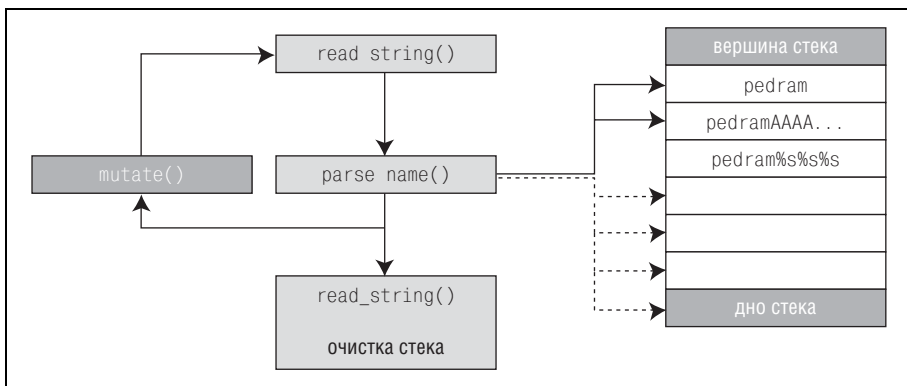 read string()
mutate()
parse name()
read_string()
очистка стека
вершина стека
pedram
pedramAAAA...
pedram%s%s%s
дно стека